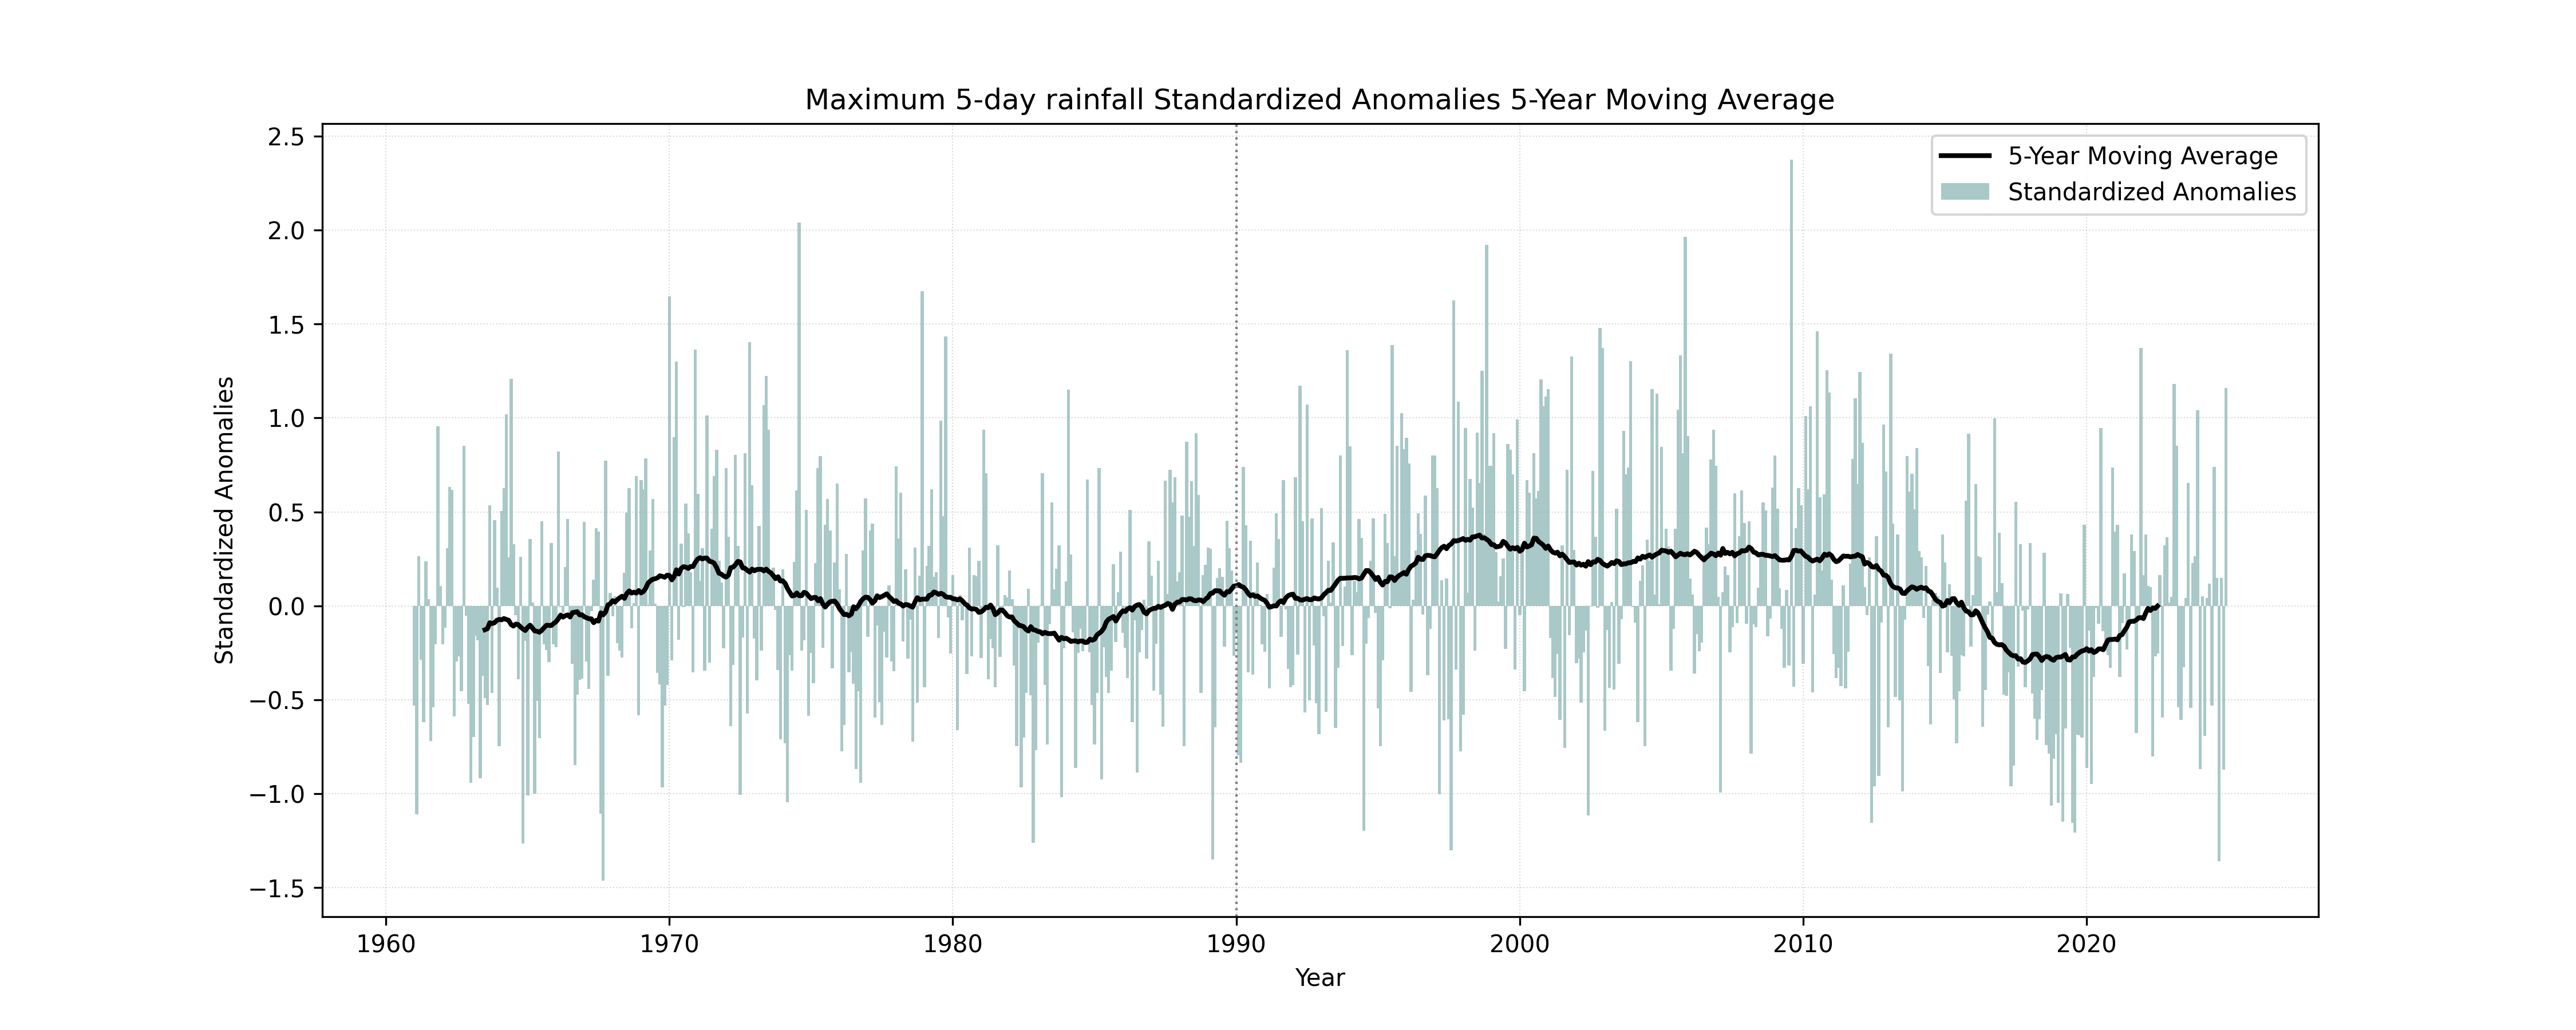 Maximum 5-day rainfall Standardized Anomalies 5-Year Moving Average
5-Year Moving Average
Standardized Anomalies
2.5
2.0
1.5
1.0
0.5
0.0
−0.5
−1.0
−1.5
Standardized Anomalies
1960 1970 1980 1990 2000 2010 2020
Year